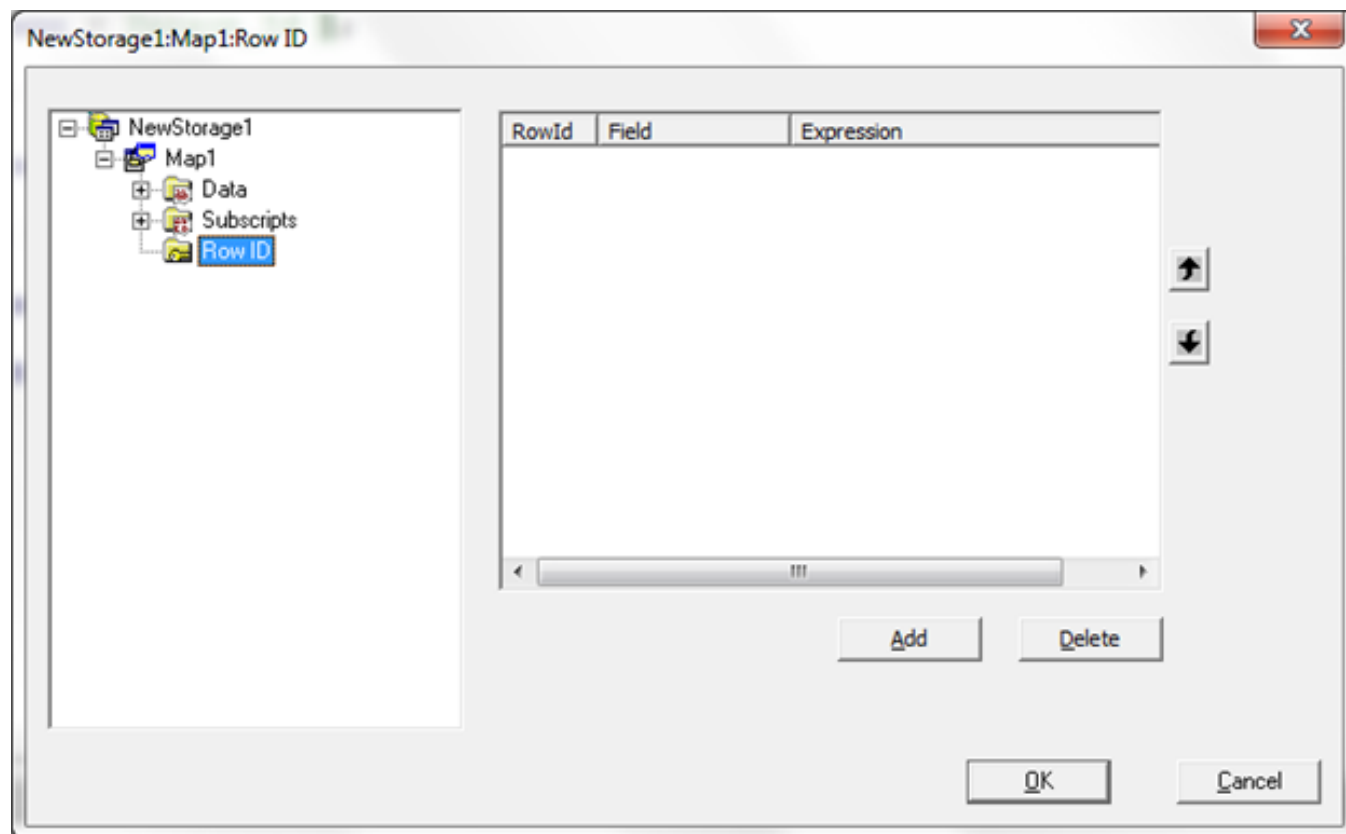 NewStorage1:Map1:Row ID
NewStorage1
Map1
Data
Subscripts
Row ID
RowId Field Expression
Add Delete
OK Cancel